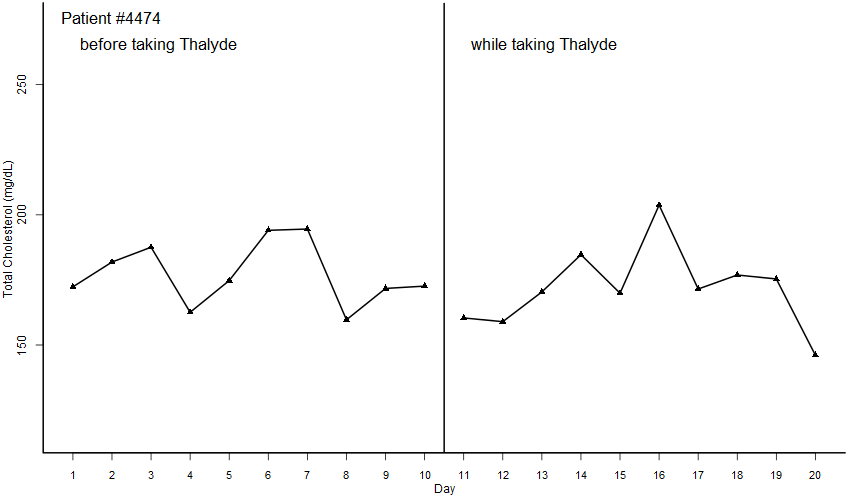 Patient #4474
before taking Thalyde
while taking Thalyde
Total Cholesterol (mg/dL)
250
200
150
1 2 3 4 5 6 7 8 9 10 11 12 13 14 15 16 17 18 19 20
Day